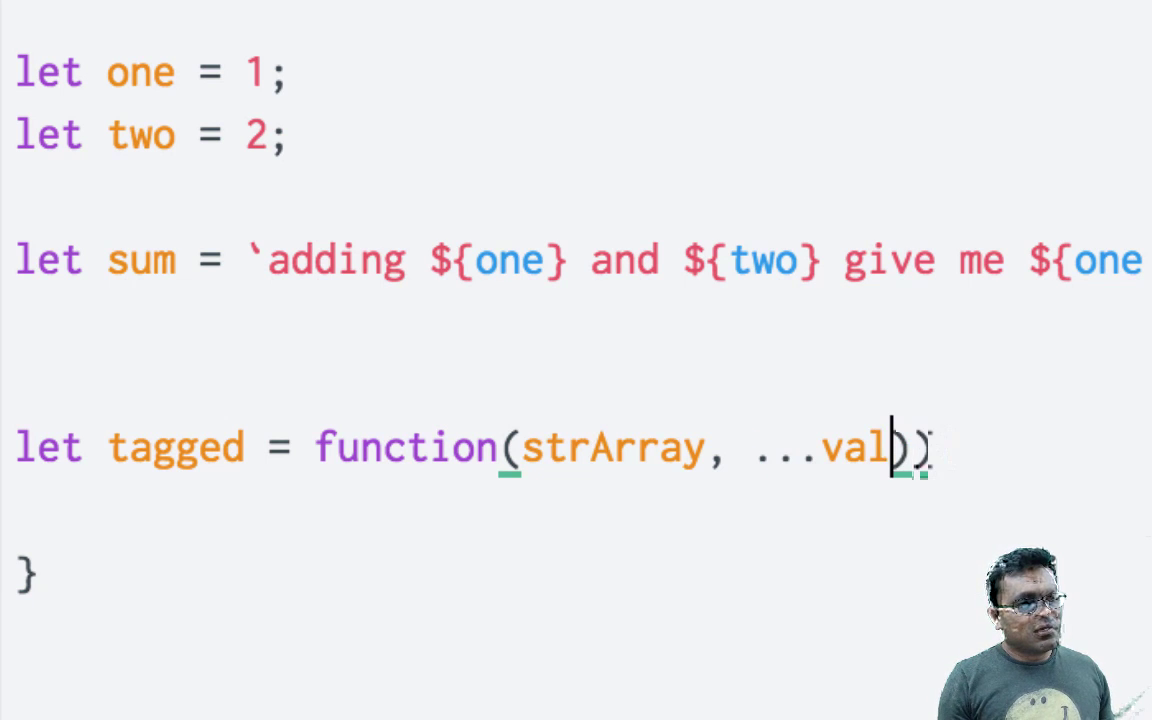 let one = 1;
let two = 2;
let sum = `adding ${one} and ${two} give me ${one
let tagged = function(strArray, ...val))
}